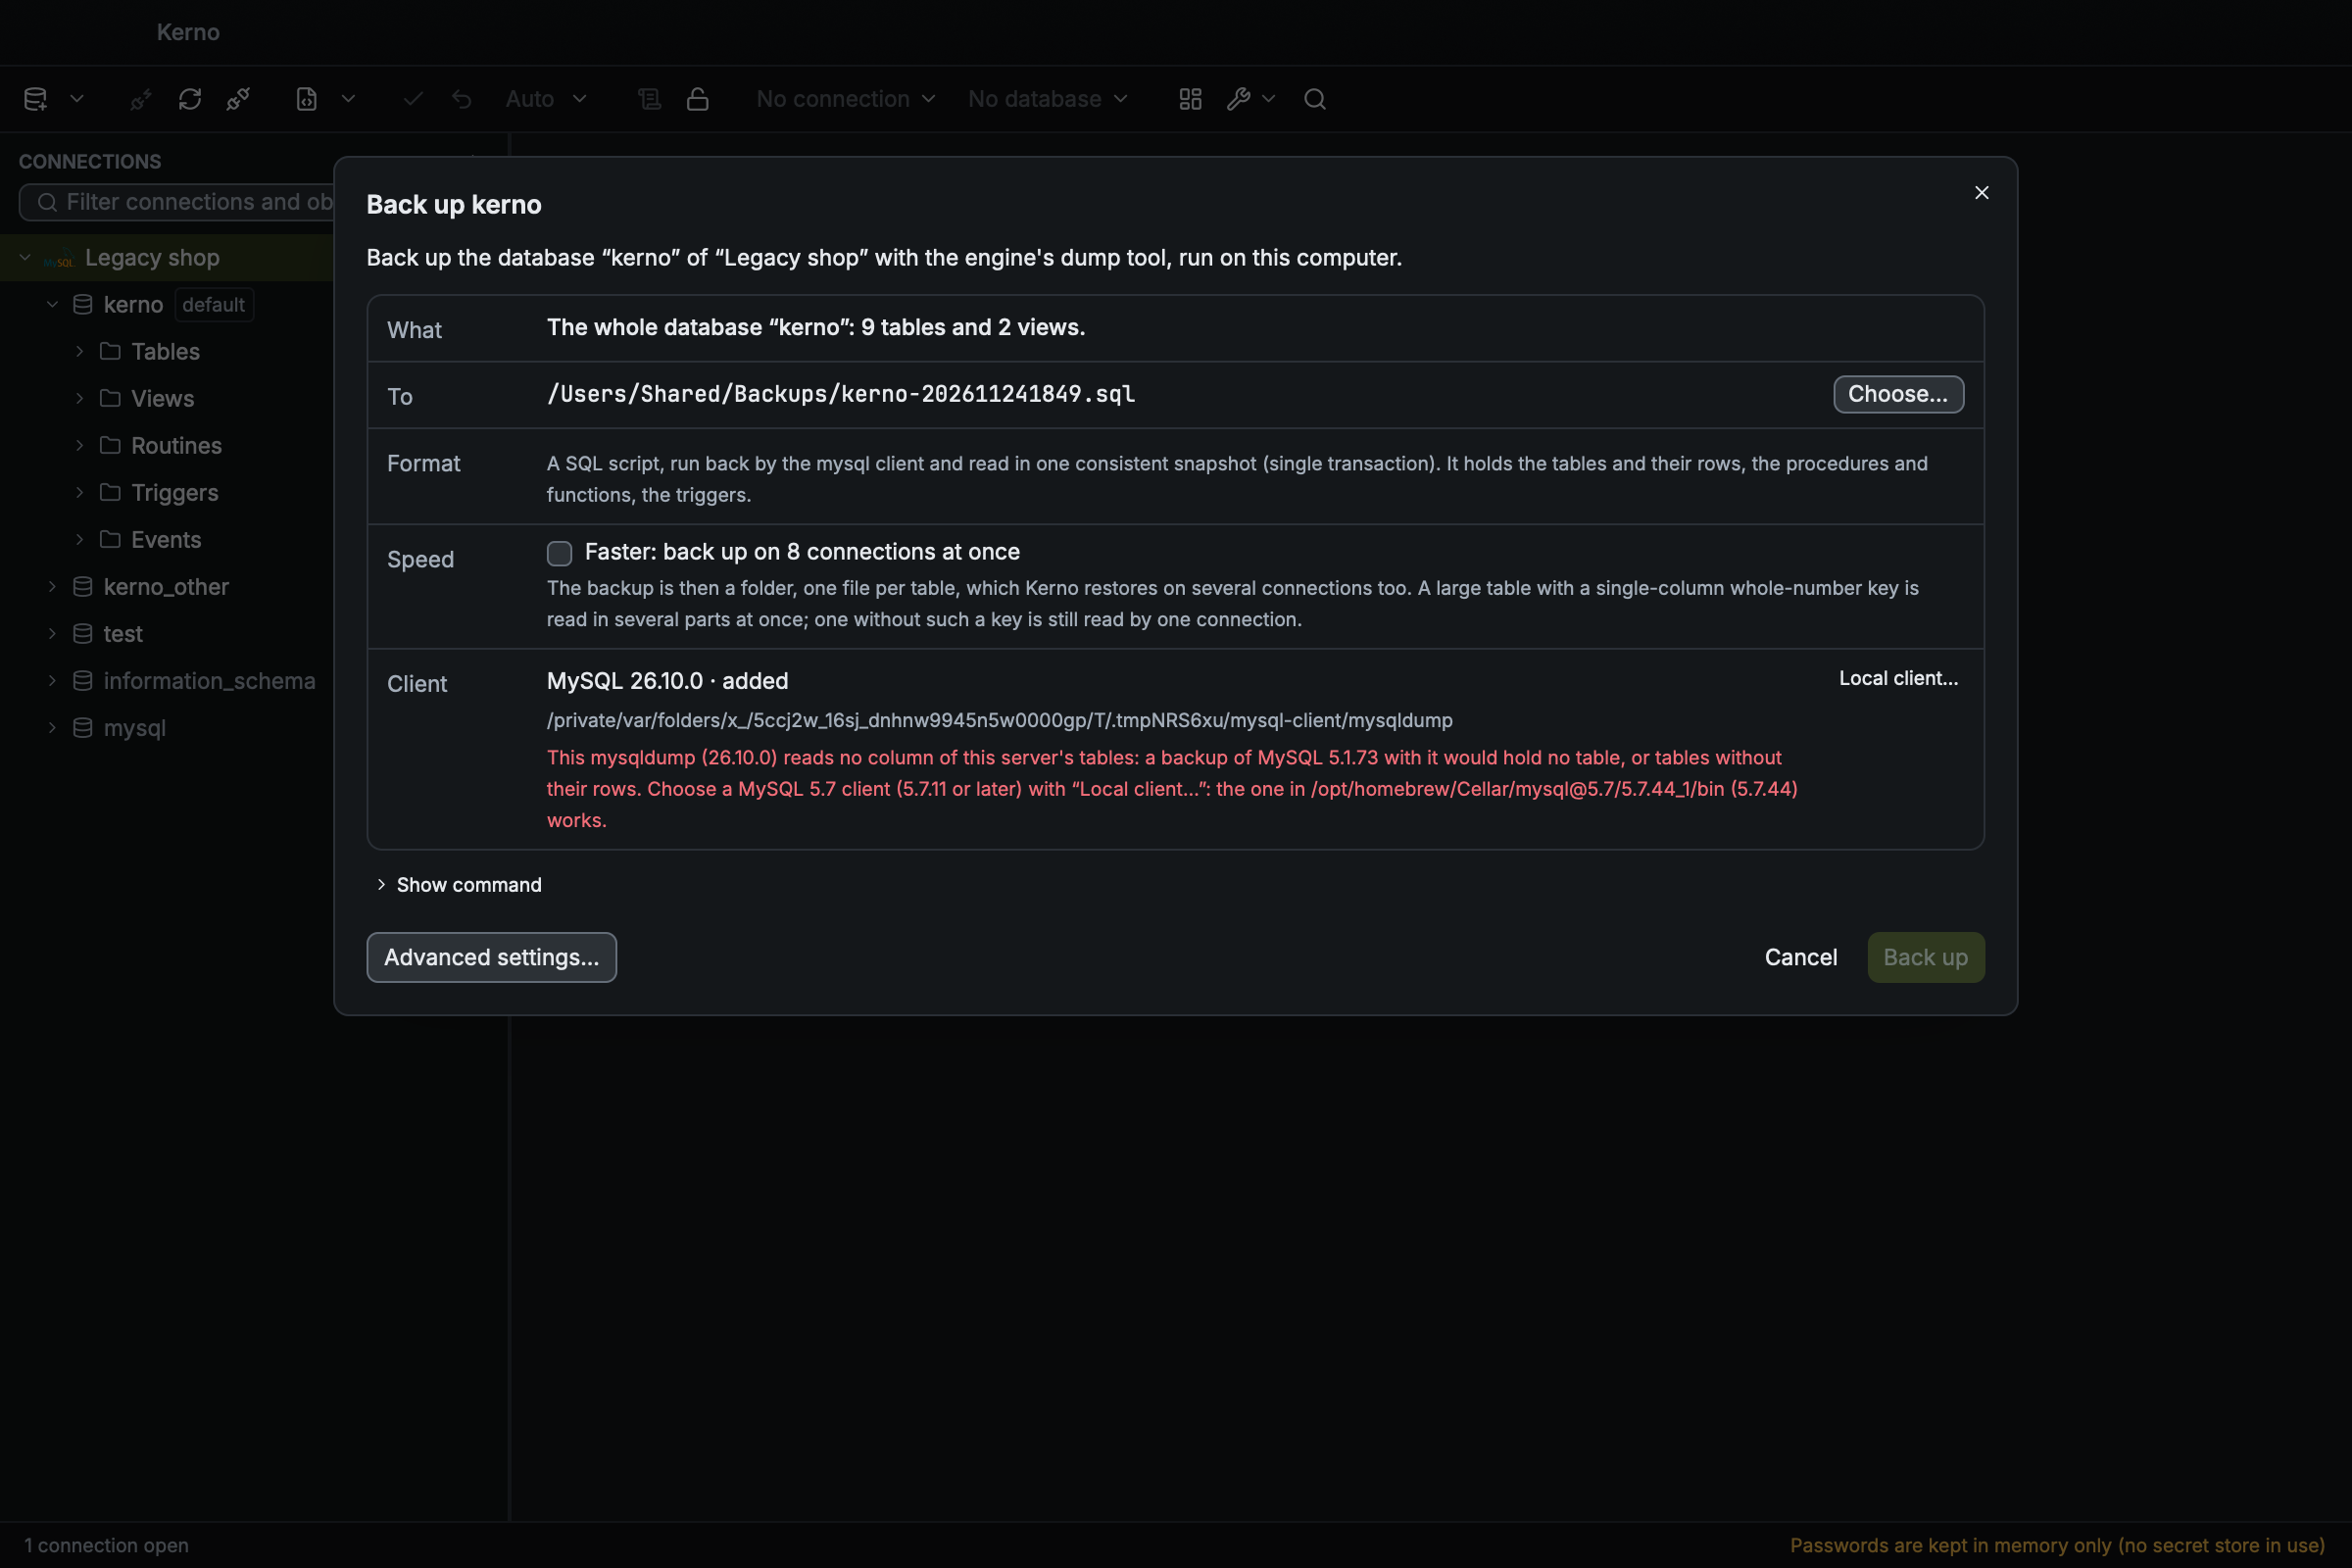 Kerno
Auto
No connection
No database
CONNECTIONS
Filter connections and ob
MySQL Legacy shop
kerno default
Tables
Views
Routines
Triggers
Events
kerno_other
test
information_schema
mysql
Back up kerno
Back up the database “kerno” of “Legacy shop” with the engine's dump tool, run on this computer.
What The whole database “kerno”: 9 tables and 2 views.
To /Users/Shared/Backups/kerno-202611241849.sql Choose...
Format A SQL script, run back by the mysql client and read in one consistent snapshot (single transaction). It holds the tables and their rows, the procedures and
functions, the triggers.
Speed Faster: back up on 8 connections at once
The backup is then a folder, one file per table, which Kerno restores on several connections too. A large table with a single-column whole-number key is
read in several parts at once; one without such a key is still read by one connection.
Client MySQL 26.10.0 · added Local client...
/private/var/folders/x_/5ccj2w_16sj_dnhnw9945n5w0000gp/T/.tmpNRS6xu/mysql-client/mysqldump
This mysqldump (26.10.0) reads no column of this server's tables: a backup of MySQL 5.1.73 with it would hold no table, or tables without
their rows. Choose a MySQL 5.7 client (5.7.11 or later) with “Local client...”: the one in /opt/homebrew/Cellar/mysql@5.7/5.7.44_1/bin (5.7.44)
works.
Show command
Advanced settings... Cancel Back up
1 connection open
Passwords are kept in memory only (no secret store in use)